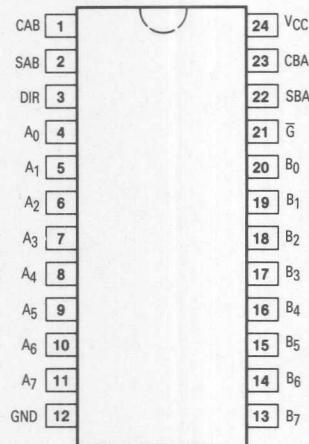 CAB 1 24 VCC
SAB 2 23 CBA
DIR 3 22 SBA
A0 4 21 G̅
A1 5 20 B0
A2 6 19 B1
A3 7 18 B2
A4 8 17 B3
A5 9 16 B4
A6 10 15 B5
A7 11 14 B6
GND 12 13 B7